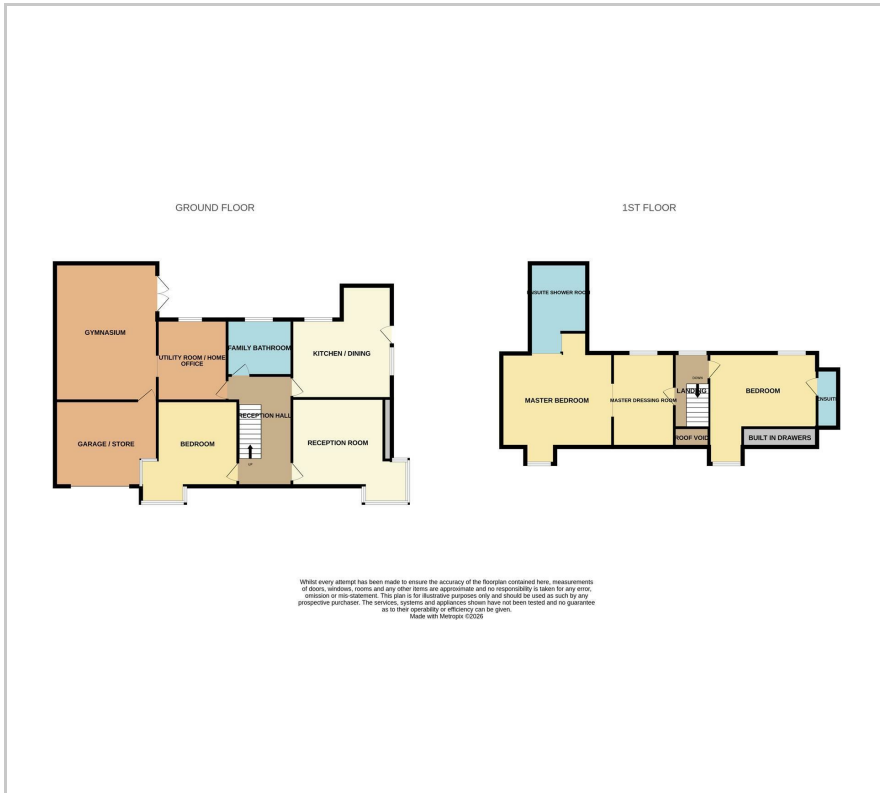 GROUND FLOOR
GYMNASIUM
UTILITY ROOM / HOME
OFFICE
FAMILY BATHROOM
KITCHEN / DINING
RECEPTION HALL
GARAGE / STORE
BEDROOM
RECEPTION ROOM
UP
1ST FLOOR
ENSUITE SHOWER ROOM
MASTER BEDROOM
MASTER DRESSING ROOM
DOWN
LANDING
BEDROOM
ENSUITE
ROOF VOID
BUILT IN DRAWERS
Whilst every attempt has been made to ensure the accuracy of the floorplan contained here, measurements
of doors, windows, rooms and any other items are approximate and no responsibility is taken for any error,
omission or mis-statement. This plan is for illustrative purposes only and should be used as such by any
prospective purchaser. The services, systems and appliances shown have not been tested and no guarantee
as to their operability or efficiency can be given.
Made with Metropix ©2026